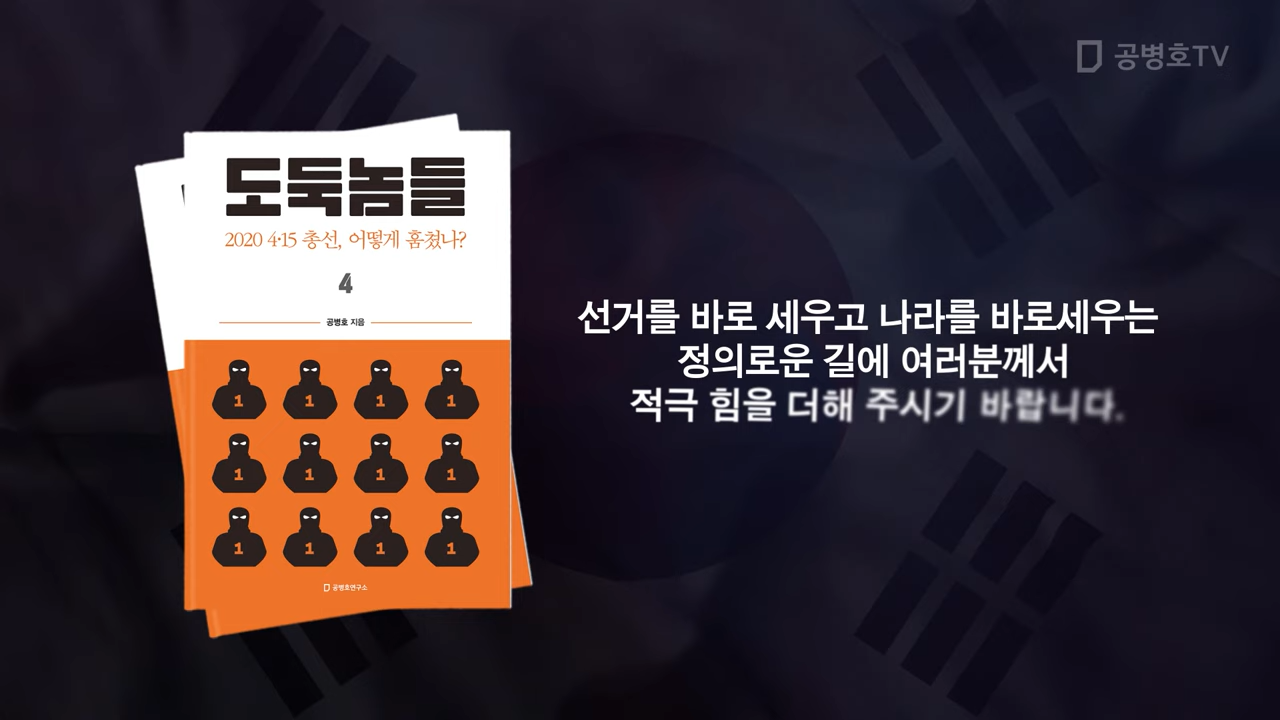 공병호TV
도둑놈들
2020 4·15 총선, 어떻게 훔쳤나?
4
공병호 지음
1 1 1 1
1 1 1 1
1 1 1 1
공병호연구소
선거를 바로 세우고 나라를 바로세우는
정의로운 길에 여러분께서
적극 힘을 더해 주시기 바랍니다.